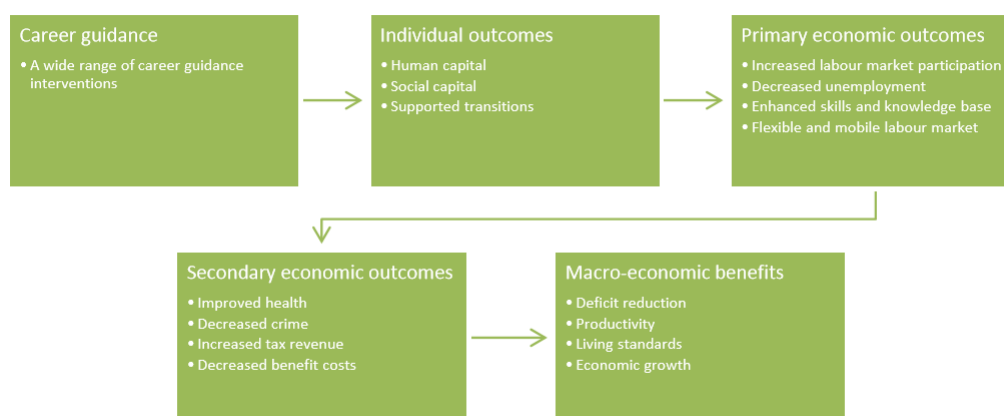 Career guidance
• A wide range of career guidance
interventions
Individual outcomes
• Human capital
• Social capital
• Supported transitions
Primary economic outcomes
• Increased labour market participation
• Decreased unemployment
• Enhanced skills and knowledge base
• Flexible and mobile labour market
Secondary economic outcomes
• Improved health
• Decreased crime
• Increased tax revenue
• Decreased benefit costs
Macro-economic benefits
• Deficit reduction
• Productivity
• Living standards
• Economic growth